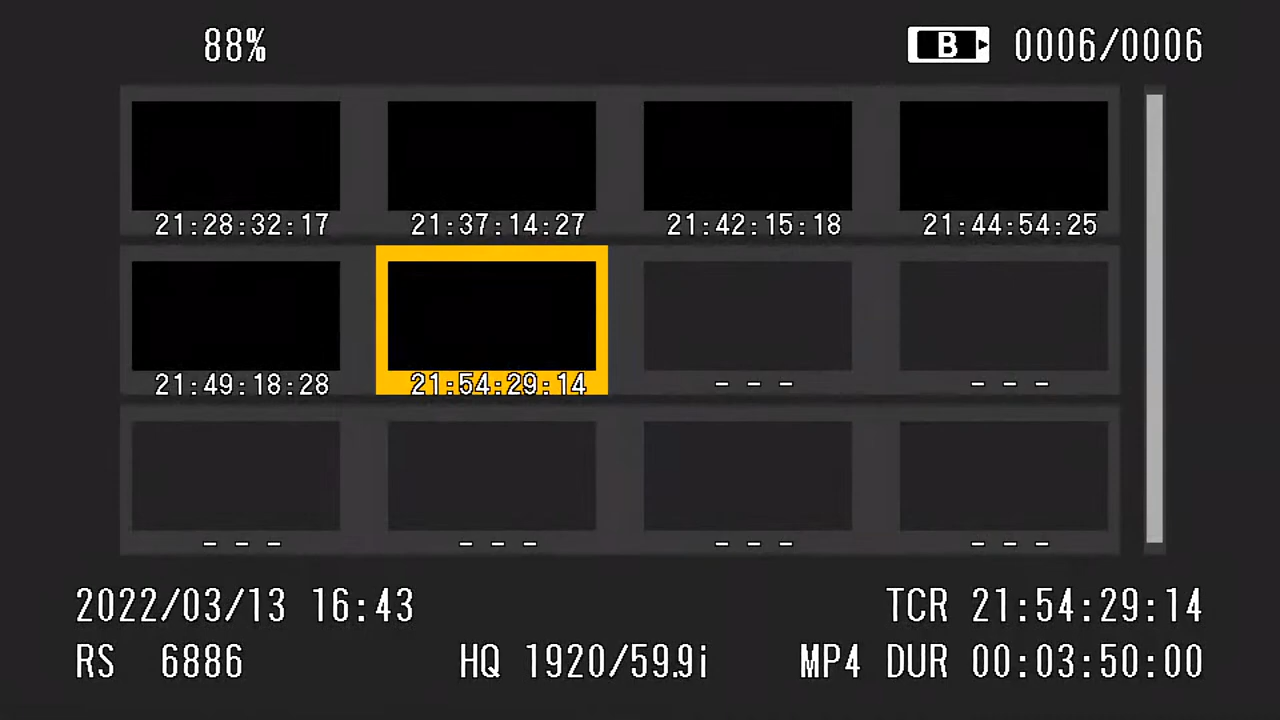 88% B 0006/0006
21:28:32:17 21:37:14:27 21:42:15:18 21:44:54:25
21:49:18:28 21:54:29:14 - - - - - -
- - - - - - - - - - - -
2022/03/13 16:43 TCR 21:54:29:14
RS 6886 HQ 1920/59.9i MP4 DUR 00:03:50:00